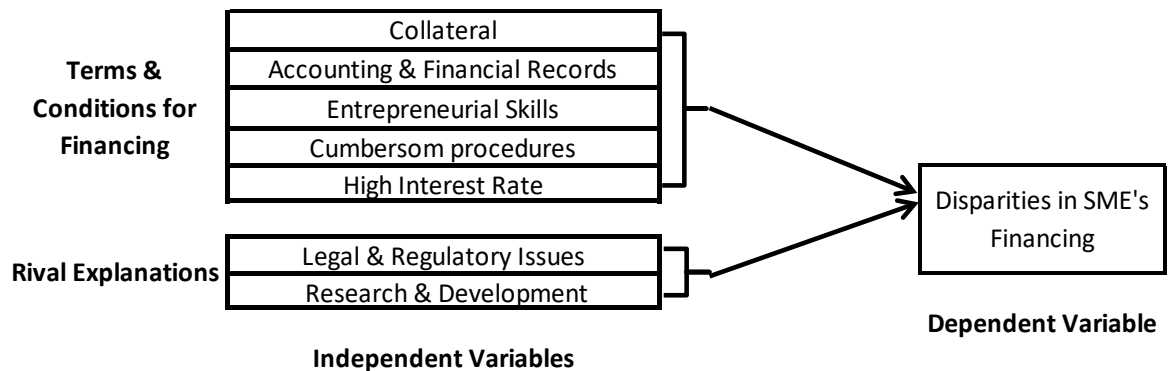 Terms &
Conditions for
Financing
Collateral
Accounting & Financial Records
Entrepreneurial Skills
Cumbersom procedures
High Interest Rate
Rival Explanations
Legal & Regulatory Issues
Research & Development
Independent Variables
Disparities in SME's
Financing
Dependent Variable